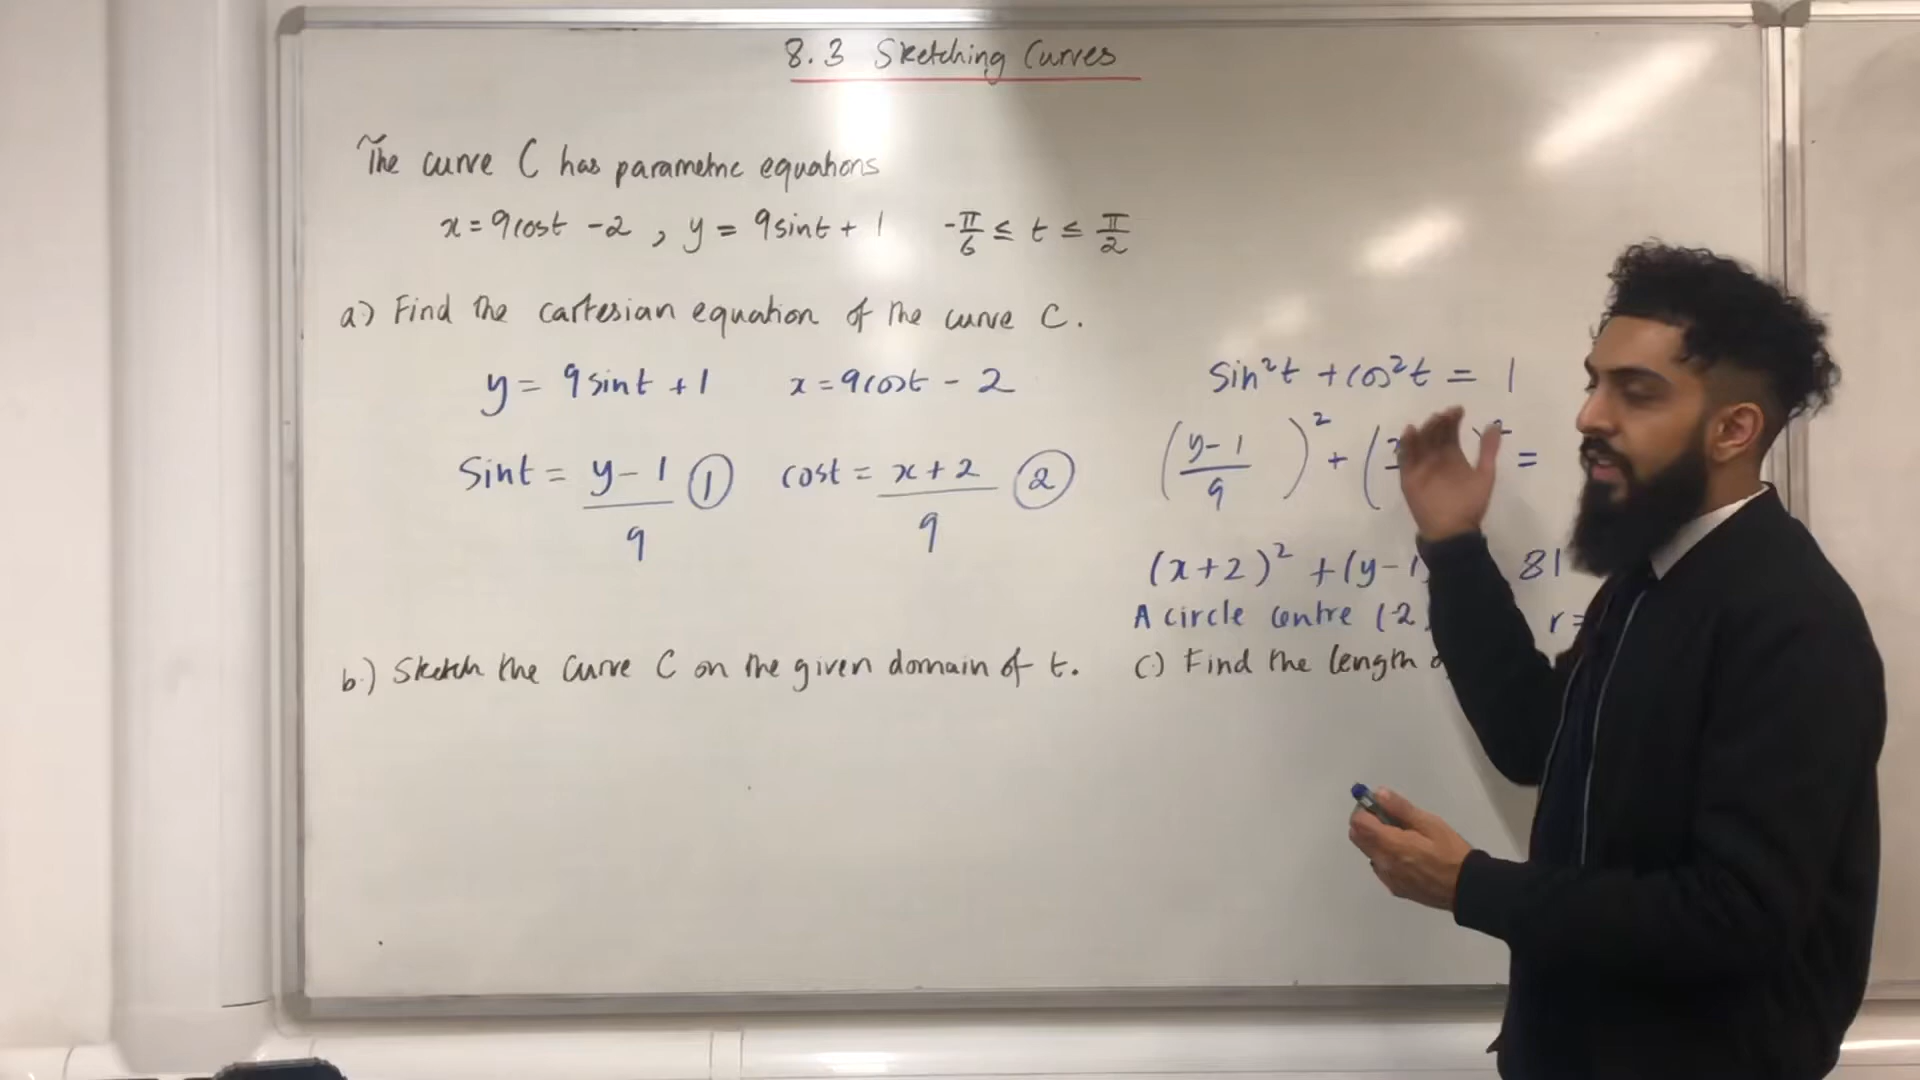 8.3 Sketching Curves
The curve C has parametric equations
x = 9cost - 2 , y = 9sint + 1 -π/6 ≤ t ≤ π/2
a) Find the cartesian equation of the curve C.
y = 9sint + 1 x = 9cost - 2
sint = (y - 1)/9 ① cost = (x + 2)/9 ②
sin²t + cos²t = 1
((y - 1)/9)² + ( )² =
(x+2)² + (y-1 81
A circle centre (-2 r =
b.) Sketch the curve C on the given domain of t.
c) Find the length